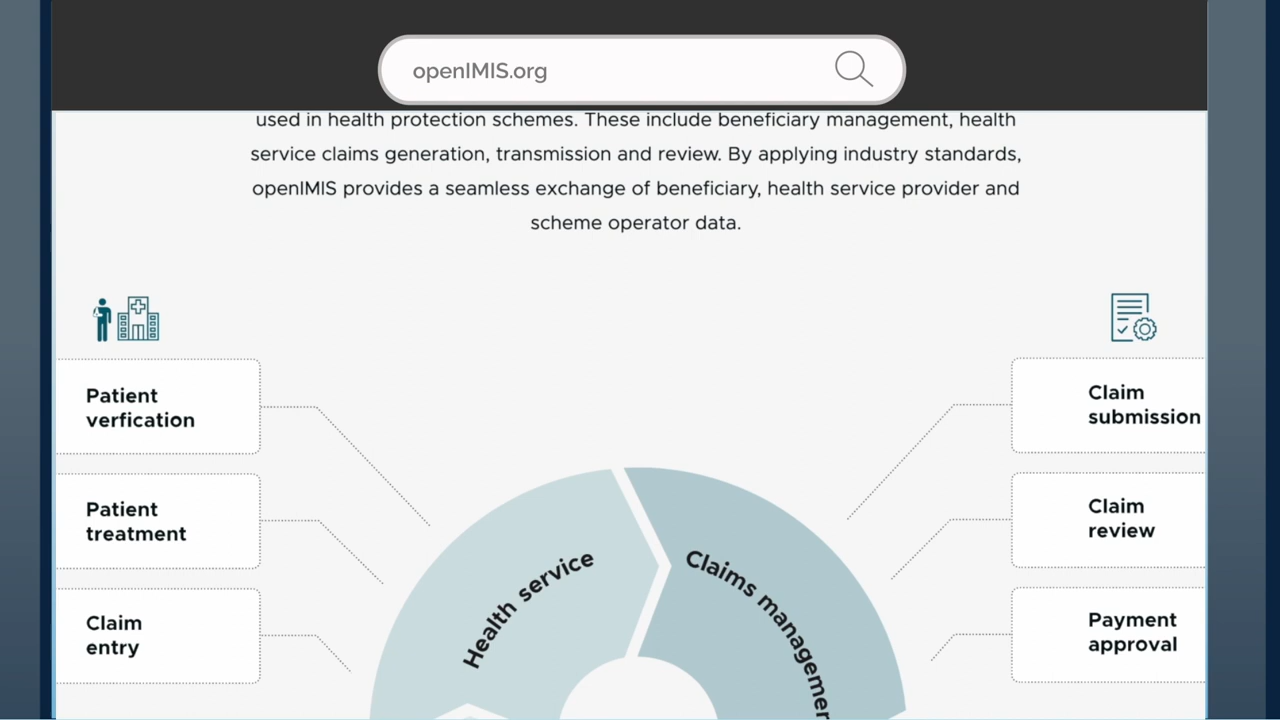 openIMIS.org
used in health protection schemes. These include beneficiary management, health
service claims generation, transmission and review. By applying industry standards,
openIMIS provides a seamless exchange of beneficiary, health service provider and
scheme operator data.
Patient
verfication
Patient
treatment
Claim
entry
Health service
Claims managemen
Claim
submission
Claim
review
Payment
approval